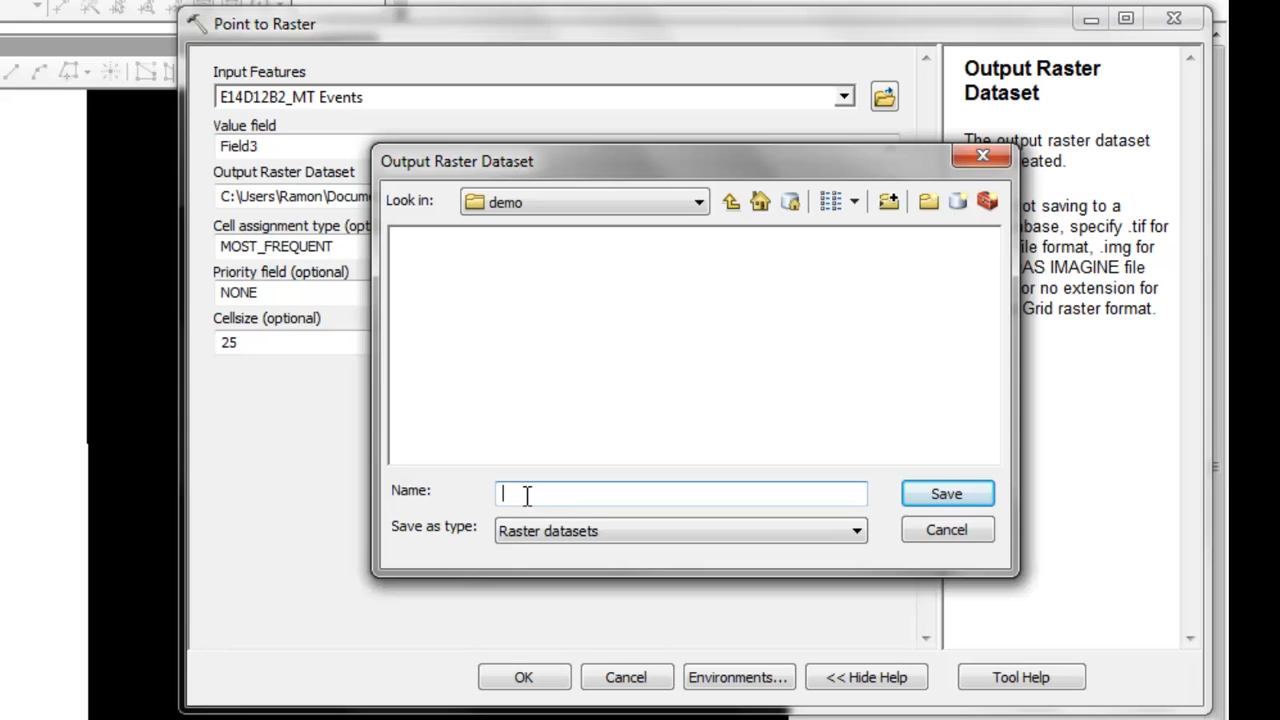 Point to Raster
Input Features
E14D12B2_MT Events
Value field
Field3
Output Raster Dataset
C:\Users\Ramon\Docume
Cell assignment type (opt
MOST_FREQUENT
Priority field (optional)
NONE
Cellsize (optional)
25
Output Raster Dataset
Look in:
demo
Name:
Save
Save as type:
Raster datasets
Cancel
Output Raster
Dataset
The output raster dataset
eated.
ot saving to a
base, specify .tif for
ile format, .img for
AS IMAGINE file
or no extension for
Grid raster format.
OK
Cancel
Environments...
<< Hide Help
Tool Help